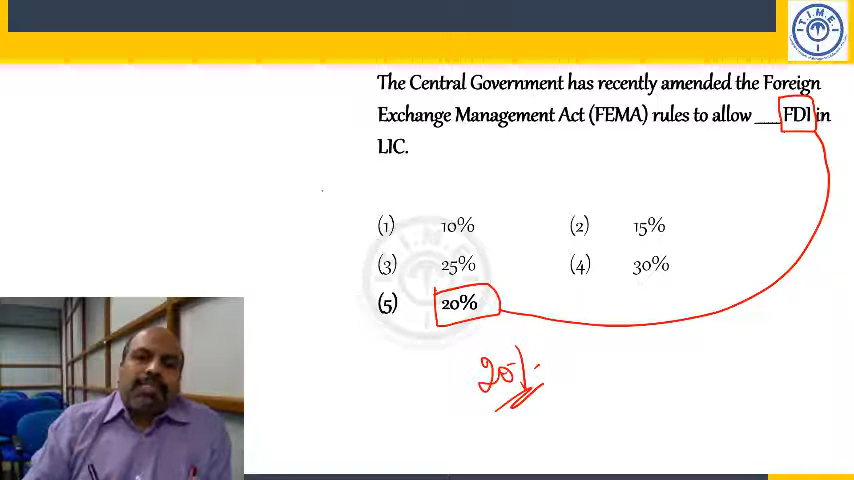 T.I.M.E.
The Central Government has recently amended the Foreign
Exchange Management Act (FEMA) rules to allow ____ FDI in
LIC.
(1) 10% (2) 15%
(3) 25% (4) 30%
(5) 20%
20%